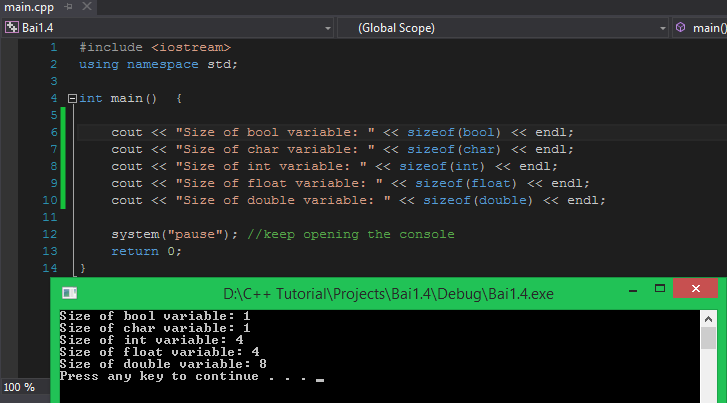 main.cpp
Bai1.4 (Global Scope) main()
1 #include <iostream>
2 using namespace std;
3
4 int main()  {
5
6 cout << "Size of bool variable: " << sizeof(bool) << endl;
7 cout << "Size of char variable: " << sizeof(char) << endl;
8 cout << "Size of int variable: " << sizeof(int) << endl;
9 cout << "Size of float variable: " << sizeof(float) << endl;
10 cout << "Size of double variable: " << sizeof(double) << endl;
11
12 system("pause"); //keep opening the console
13 return 0;
14 }
D:\C++ Tutorial\Projects\Bai1.4\Debug\Bai1.4.exe
Size of bool variable: 1
Size of char variable: 1
Size of int variable: 4
Size of float variable: 4
Size of double variable: 8
Press any key to continue . . . _
100 %